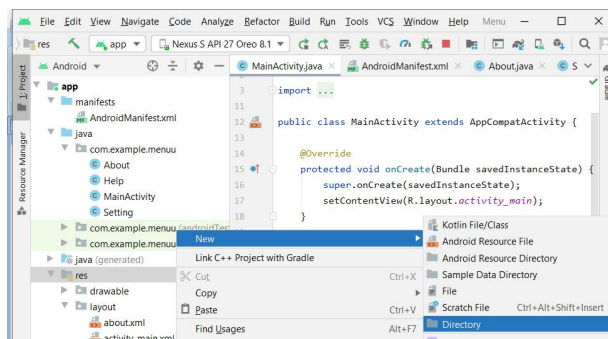 File Edit View Navigate Code Analyze Refactor Build Run Tools VCS Window Help Menu
res app Nexus S API 27 Oreo 8.1
Android MainActivity.java AndroidManifest.xml About.java S
1: Project
Resource Manager
app
manifests
AndroidManifest.xml
java
com.example.menuu
About
Help
MainActivity
Setting
com.example.menuu (androidTest
com.example.menuu
java (generated)
res
drawable
layout
about.xml
activity_main.xml
3 import ...
11
12 public class MainActivity extends AppCompatActivity {
13
14 @Override
15 protected void onCreate(Bundle savedInstanceState) {
16 super.onCreate(savedInstanceState);
17 setContentView(R.layout.activity_main);
18 }
New
Link C++ Project with Gradle
Cut Ctrl+X
Copy
Paste Ctrl+V
Find Usages Alt+F7
Kotlin File/Class
Android Resource File
Android Resource Directory
Sample Data Directory
File
Scratch File Ctrl+Alt+Shift+Insert
Directory